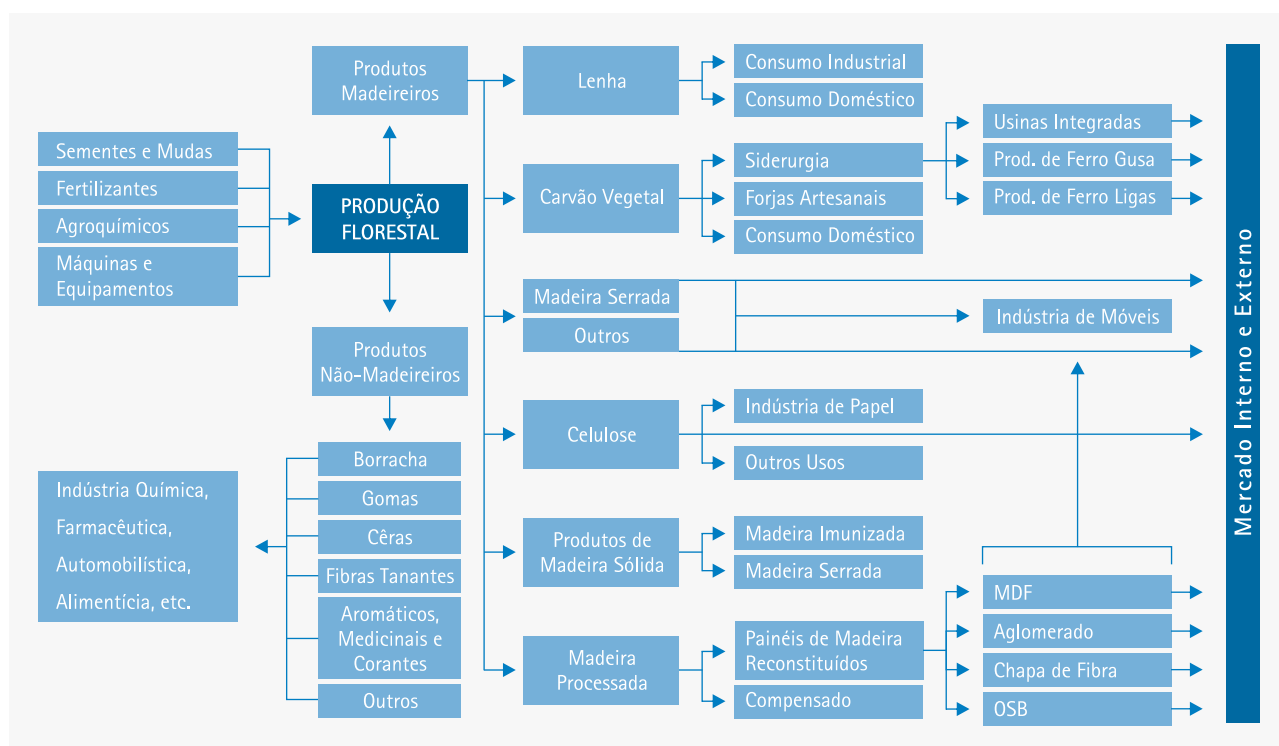 Sementes e Mudas
Fertilizantes
Agroquímicos
Máquinas e
Equipamentos
Produtos
Madeireiros
PRODUÇÃO
FLORESTAL
Produtos
Não-Madeireiros
Borracha
Gomas
Cêras
Fibras Tanantes
Aromáticos,
Medicinais e
Corantes
Outros
Indústria Química,
Farmacêutica,
Automobilística,
Alimentícia, etc.
Lenha
Consumo Industrial
Consumo Doméstico
Carvão Vegetal
Siderurgia
Forjas Artesanais
Consumo Doméstico
Usinas Integradas
Prod. de Ferro Gusa
Prod. de Ferro Ligas
Madeira Serrada
Outros
Indústria de Móveis
Celulose
Indústria de Papel
Outros Usos
Produtos de
Madeira Sólida
Madeira Imunizada
Madeira Serrada
Madeira
Processada
Painéis de Madeira
Reconstituídos
Compensado
MDF
Aglomerado
Chapa de Fibra
OSB
Mercado Interno e Externo